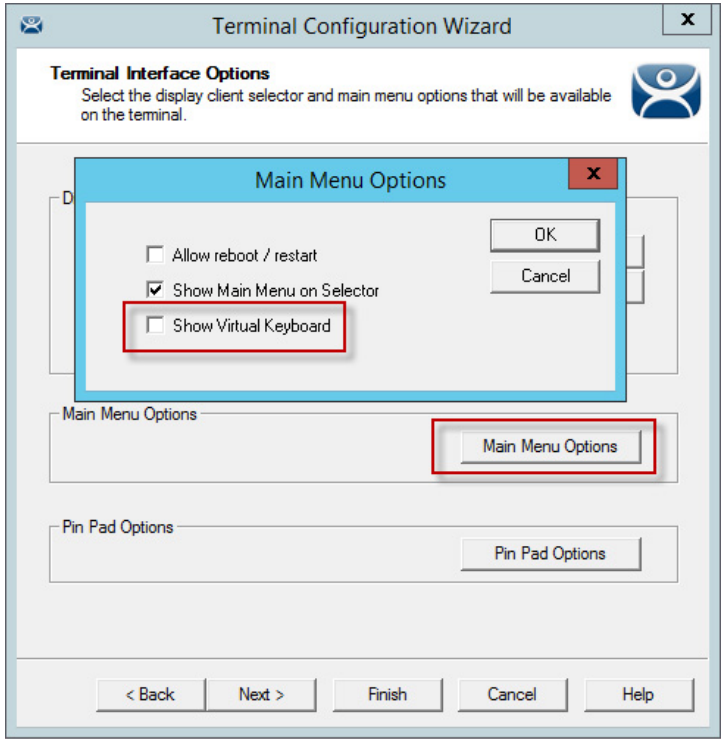 Terminal Configuration Wizard
x
Terminal Interface Options
Select the display client selector and main menu options that will be available
on the terminal.
Main Menu Options
x
D
Allow reboot / restart
Show Main Menu on Selector
Show Virtual Keyboard
OK
Cancel
Main Menu Options
Main Menu Options
Pin Pad Options
Pin Pad Options
< Back
Next >
Finish
Cancel
Help